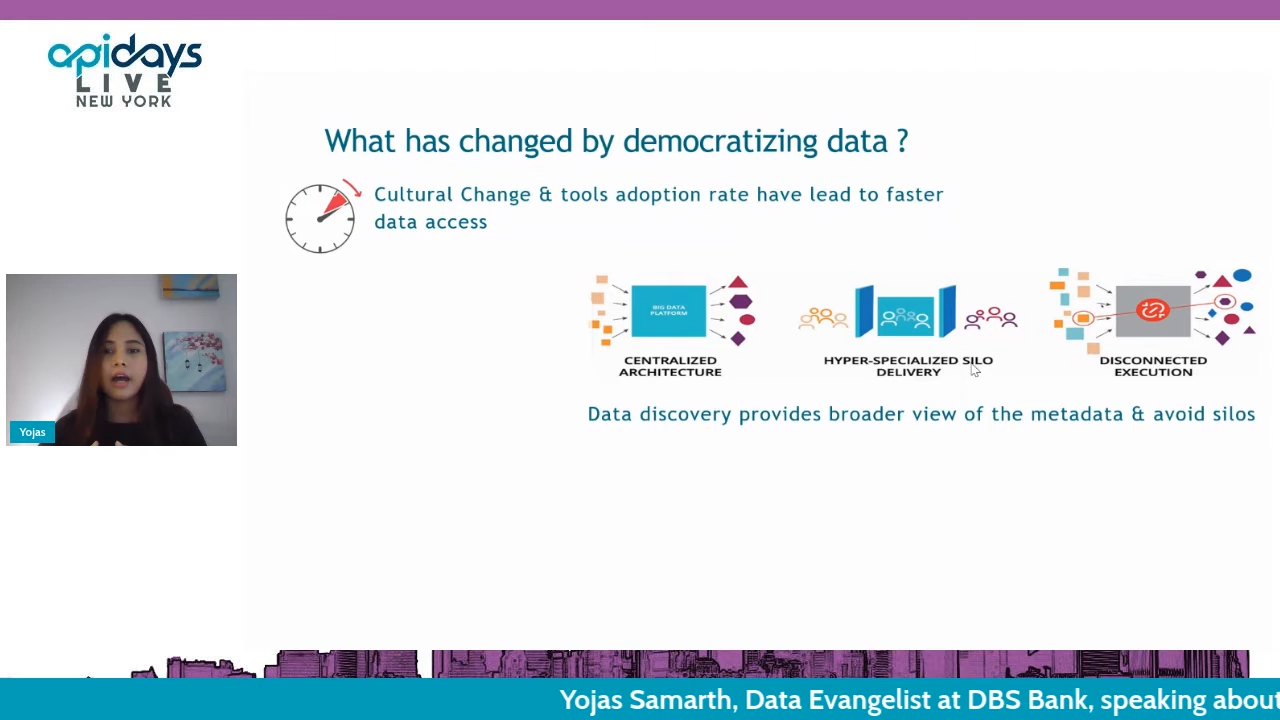 apidays
LIVE
NEW YORK
What has changed by democratizing data ?
Cultural Change & tools adoption rate have lead to faster
data access
BIG DATA
PLATFORM
CENTRALIZED
ARCHITECTURE
HYPER-SPECIALIZED SILO
DELIVERY
DISCONNECTED
EXECUTION
Data discovery provides broader view of the metadata & avoid silos
Yojas
Yojas Samarth, Data Evangelist at DBS Bank, speaking about